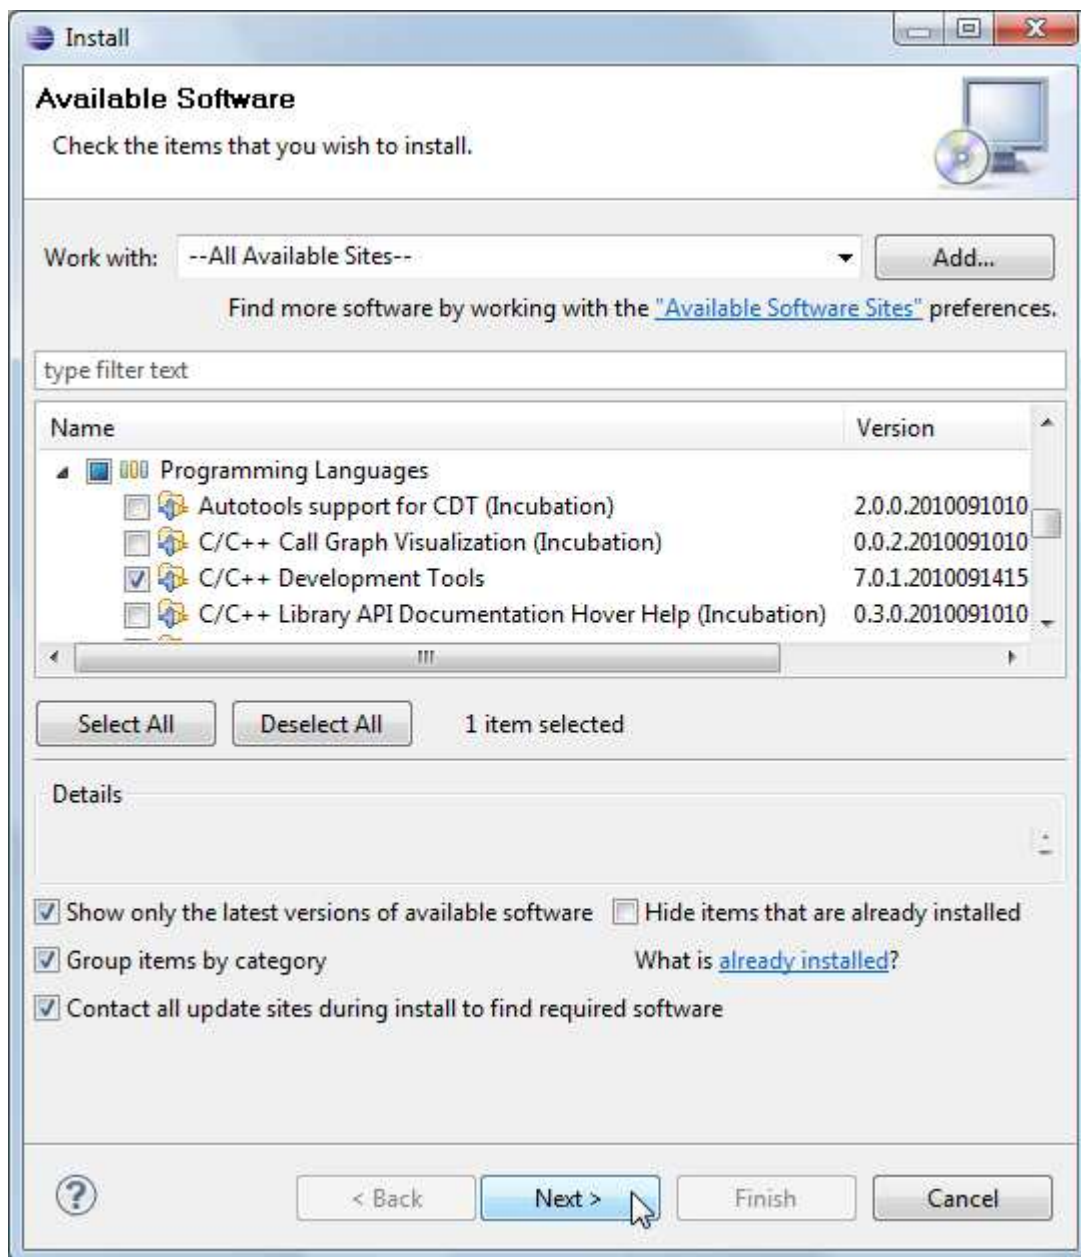 Install
Available Software
Check the items that you wish to install.
Work with: --All Available Sites-- Add...
Find more software by working with the "Available Software Sites" preferences.
type filter text
Name Version
Programming Languages
Autotools support for CDT (Incubation) 2.0.0.2010091010
C/C++ Call Graph Visualization (Incubation) 0.0.2.2010091010
C/C++ Development Tools 7.0.1.2010091415
C/C++ Library API Documentation Hover Help (Incubation) 0.3.0.2010091010
Select All Deselect All 1 item selected
Details
Show only the latest versions of available software Hide items that are already installed
Group items by category What is already installed?
Contact all update sites during install to find required software
< Back Next > Finish Cancel